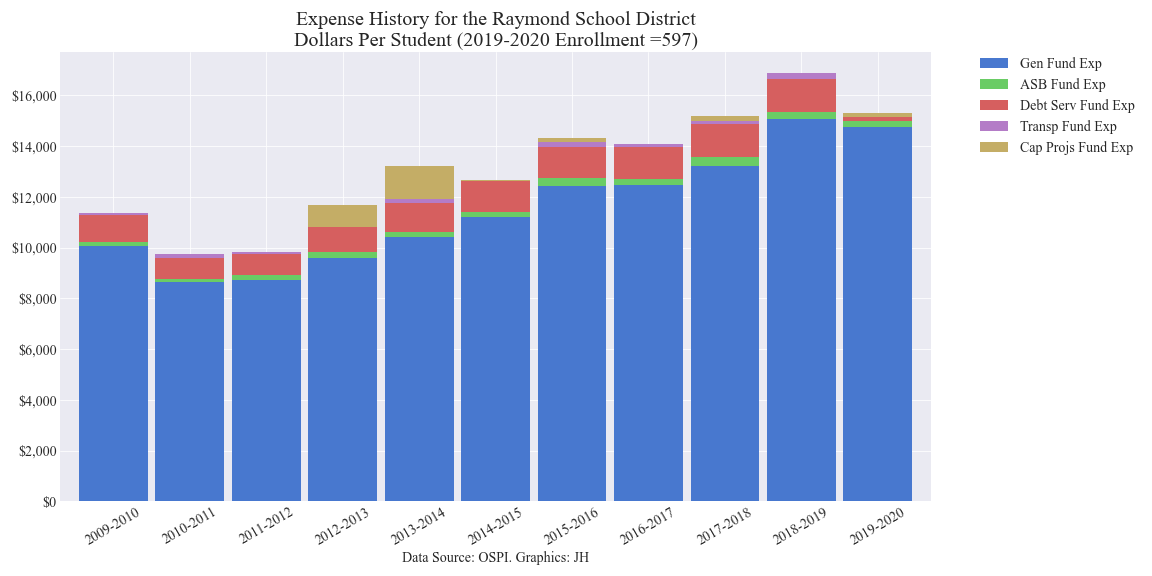 Expense History for the Raymond School District
Dollars Per Student (2019-2020 Enrollment =597)
Gen Fund Exp
ASB Fund Exp
Debt Serv Fund Exp
Transp Fund Exp
Cap Projs Fund Exp
$16,000
$14,000
$12,000
$10,000
$8,000
$6,000
$4,000
$2,000
$0
2009-2010
2010-2011
2011-2012
2012-2013
2013-2014
2014-2015
2015-2016
2016-2017
2017-2018
2018-2019
2019-2020
Data Source: OSPI. Graphics: JH